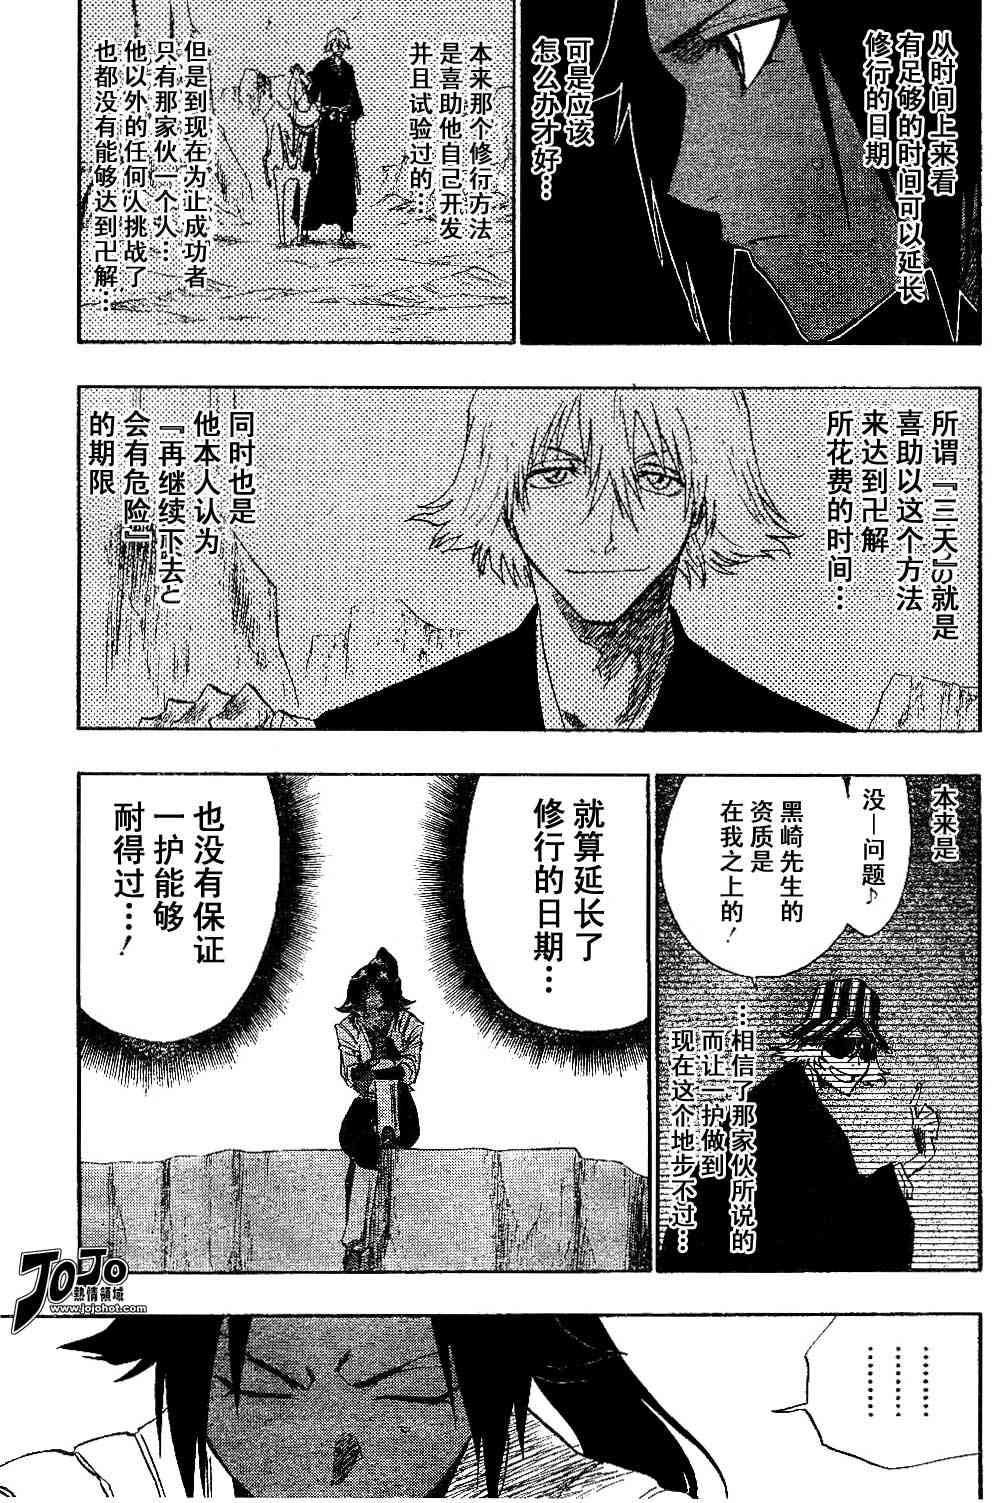 从时间上来看
有足够的时间可以延长
修行的日期
可是应该
怎么办才好…
本来那个修行方法
是喜助他自己开发
并且试验过的…
但是到现在为止成功者
只有那家伙一个人…
他以外的任何人挑战了
也都没有能够达到卍解…
所谓『三天』の就是
喜助以这个方法
来达到卍解
所花费的时间…
同时也是
他本人认为
『再继续下去と
会有危险』
的期限
本来是
没—问题♪
黑崎先生的
资质是
在我之上的！
…相信了那家伙所说的
而让一护做到
现在这个地步不过…
就算延长了
修行的日期…
也没有保证
一护能够
耐得过…！
………
………
………
JOJO
熱情領域
www.jojohot.com